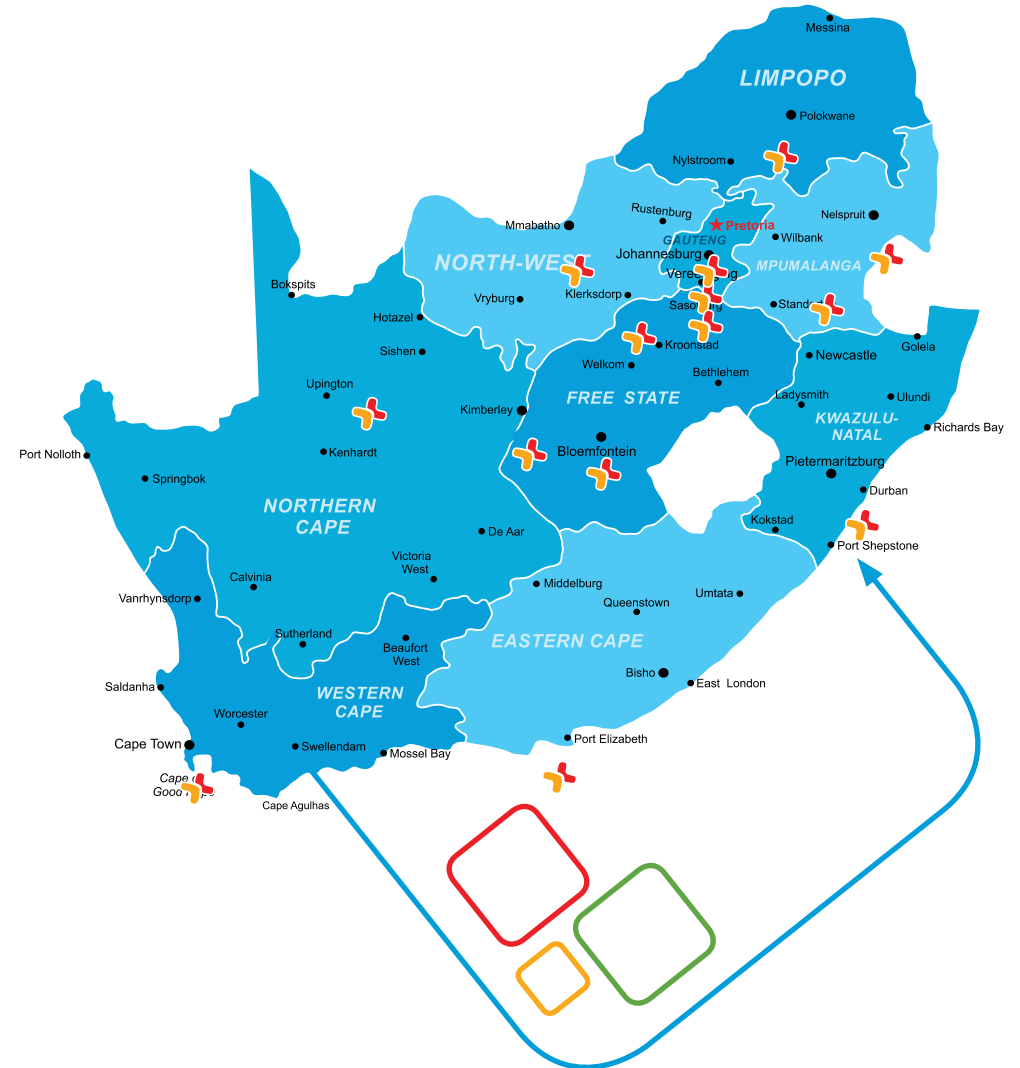 Messina
LIMPOPO
Polokwane
Nylstroom
Rustenburg
Nelspruit
Mmabatho
Pretoria
Wilbank
GAUTENG
Johannesburg
NORTH-WEST
MPUMALANGA
Bokspits
Klerksdorp
Vryburg
Hotazel
Golela
Sishen
Newcastle
Kroonstad
Welkom
Bethlehem
Upington
Ladysmith
Ulundi
FREE STATE
Kimberley
KWAZULU-
NATAL
Richards Bay
Port Nolloth
Kenhardt
Bloemfontein
Pietermaritzburg
Springbok
Durban
NORTHERN
CAPE
Kokstad
De Aar
Port Shepstone
Victoria
West
Calvinia
Middelburg
Vanrhynsdorp
Queenstown
Umtata
Sutherland
EASTERN CAPE
Beaufort
West
Bisho
Saldanha
East London
WESTERN
CAPE
Worcester
Cape Town
Swellendam
Mossel Bay
Port Elizabeth
Cape
Good
Cape Agulhas